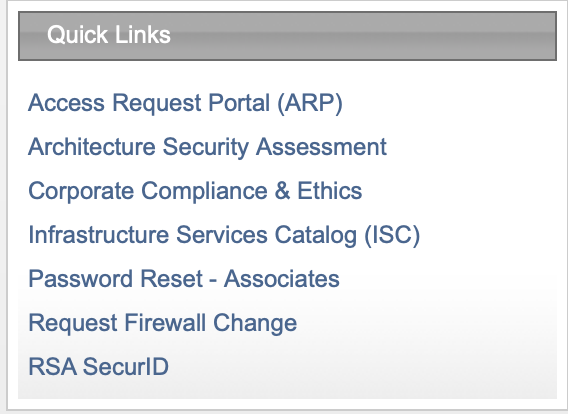 Quick Links
Access Request Portal (ARP)
Architecture Security Assessment
Corporate Compliance & Ethics
Infrastructure Services Catalog (ISC)
Password Reset - Associates
Request Firewall Change
RSA SecurID